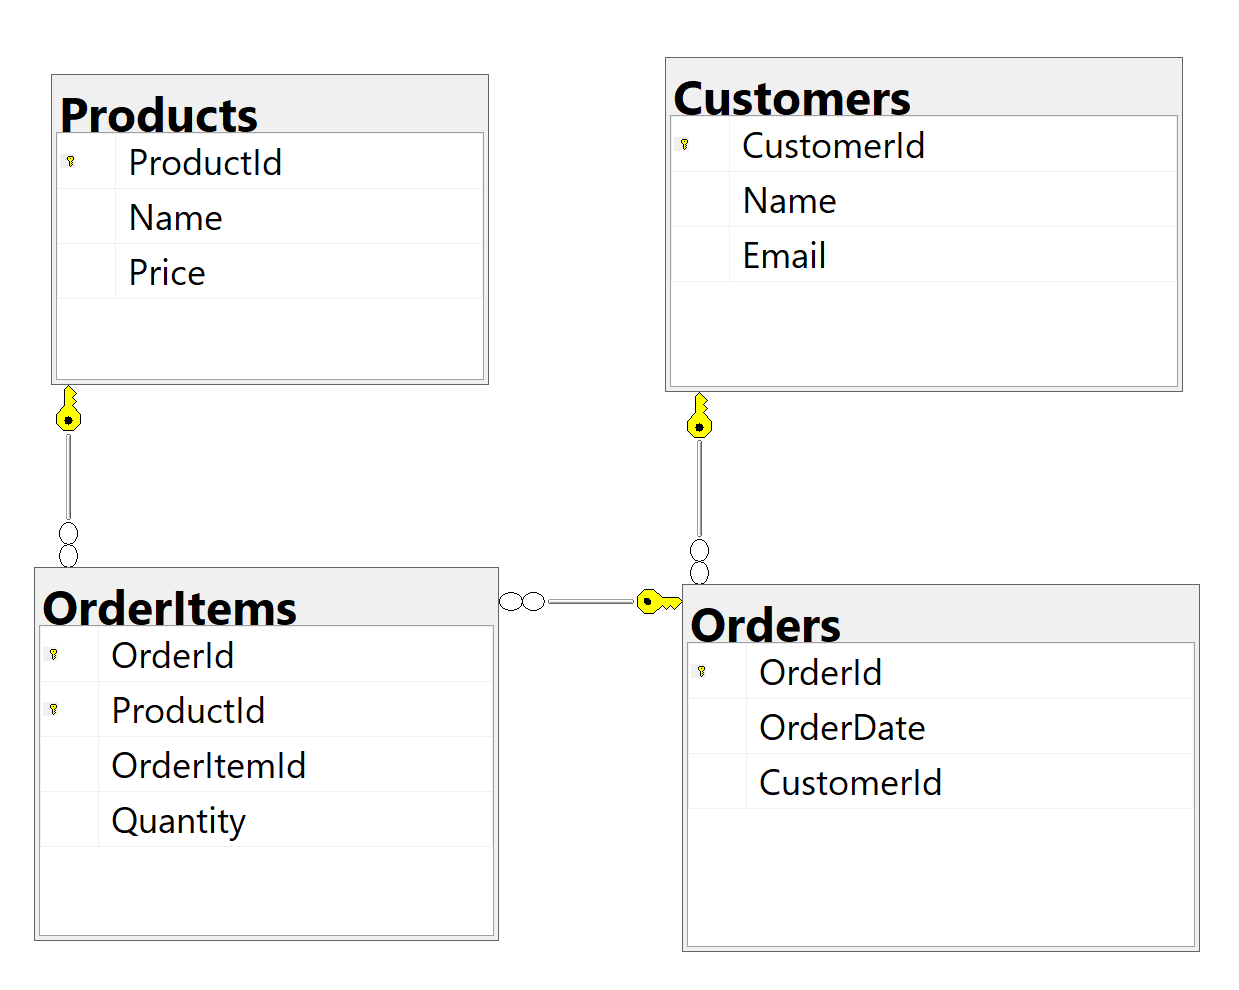 Products
ProductId
Name
Price
Customers
CustomerId
Name
Email
OrderItems
OrderId
ProductId
OrderItemId
Quantity
Orders
OrderId
OrderDate
CustomerId